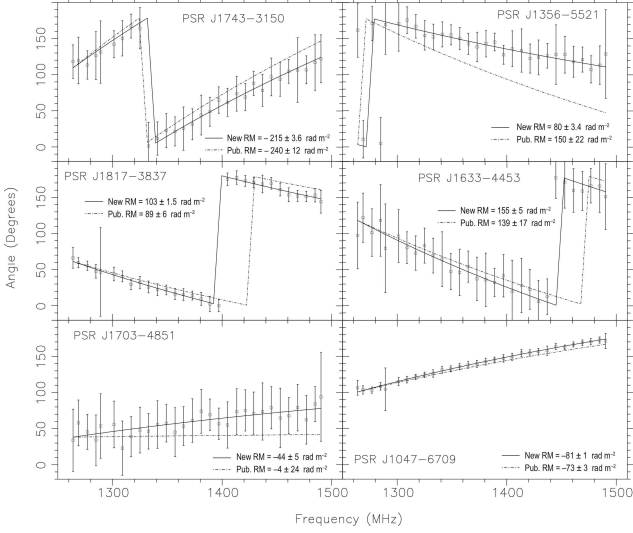 PSR J1743−3150
PSR J1356−5521
150
100
50
0
New RM = − 215 ± 3.6 rad m⁻²
Pub. RM = − 240 ± 12 rad m⁻²
New RM = 80 ± 3.4 rad m⁻²
Pub. RM = 150 ± 22 rad m⁻²
PSR J1817−3837
PSR J1633−4453
150
100
50
0
New RM = 103 ± 1.5 rad m⁻²
Pub. RM = 89 ± 6 rad m⁻²
New RM = 155 ± 5 rad m⁻²
Pub. RM = 139 ± 17 rad m⁻²
Angle (Degrees)
PSR J1703−4851
150
100
50
0
New RM = −44 ± 5 rad m⁻²
Pub. RM = −4 ± 24 rad m⁻²
PSR J1047−6709
New RM = −81 ± 1 rad m⁻²
Pub. RM = −73 ± 3 rad m⁻²
1300 1400 1500 1300 1400 1500
Frequency (MHz)